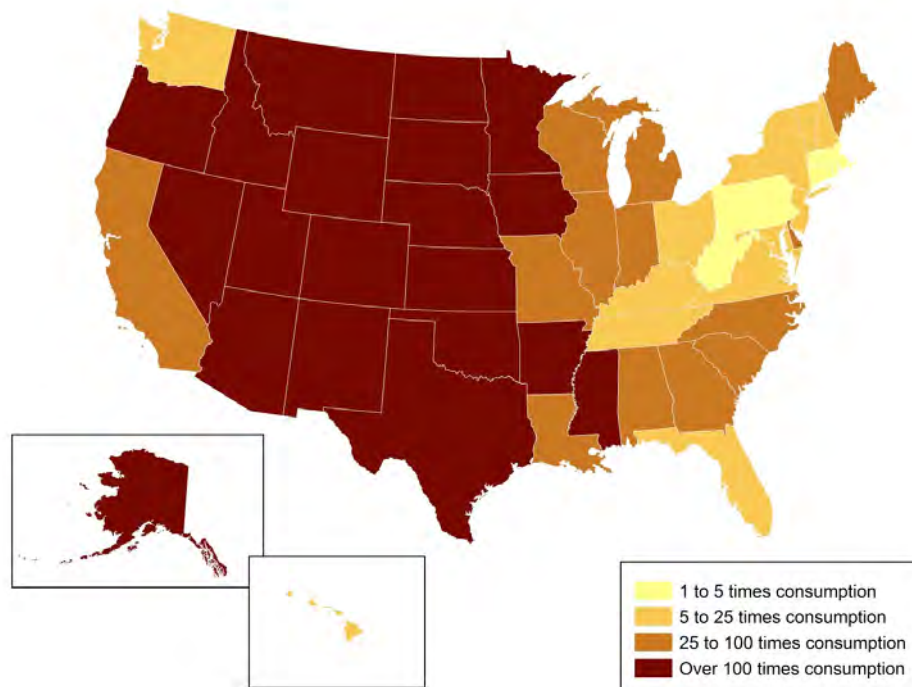 1 to 5 times consumption
5 to 25 times consumption
25 to 100 times consumption
Over 100 times consumption